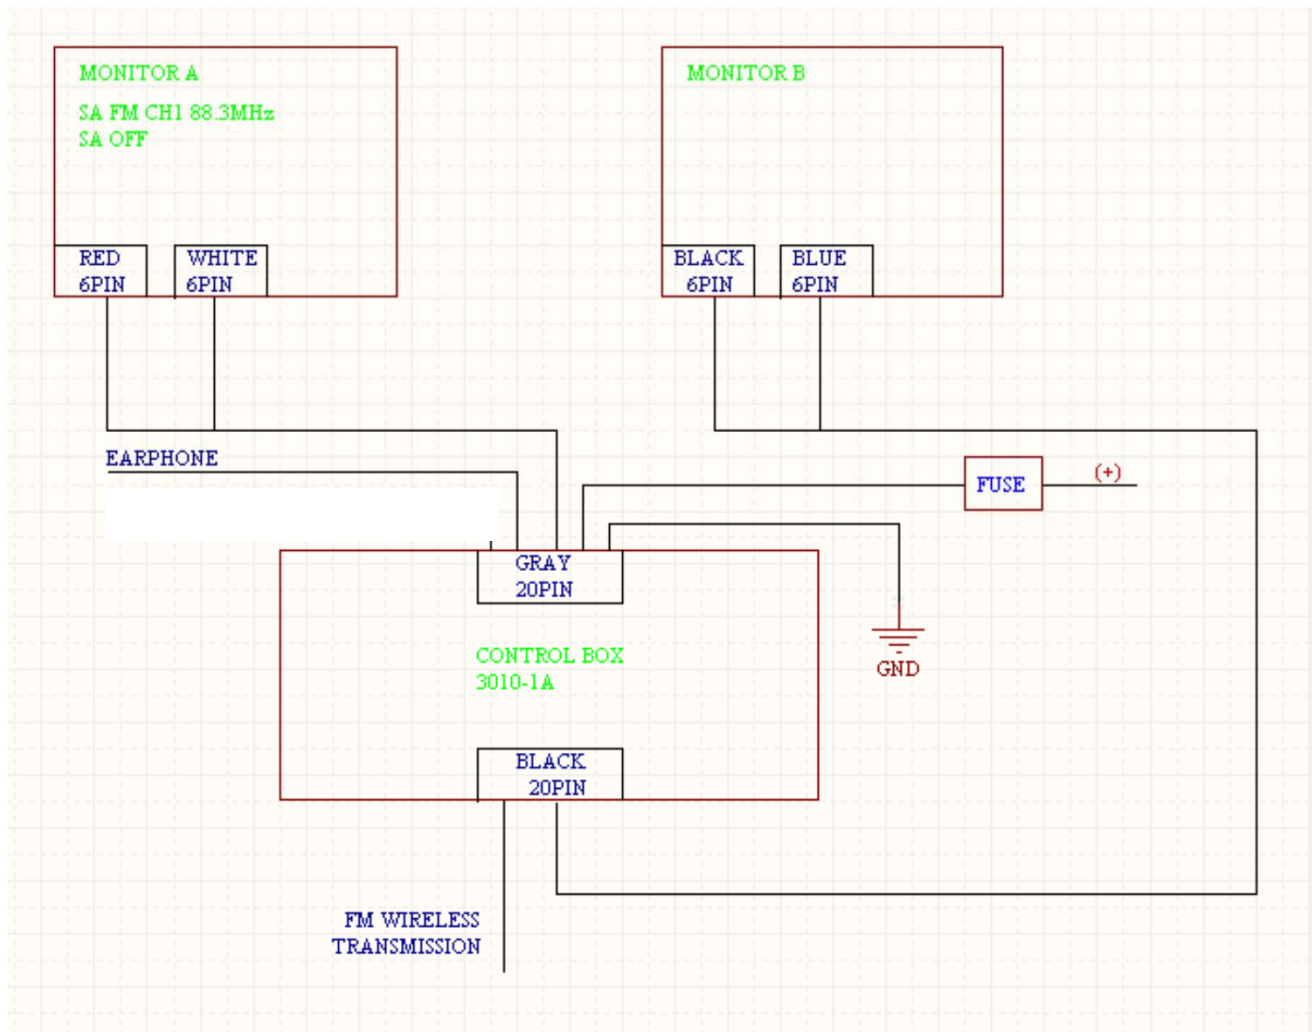 MONITOR A
SA FM CH1 88.3MHz
SA OFF
RED
6PIN
WHITE
6PIN
MONITOR B
BLACK
6PIN
BLUE
6PIN
EARPHONE
FUSE
(+)
GRAY
20PIN
GND
CONTROL BOX
3010-1A
BLACK
20PIN
FM WIRELESS
TRANSMISSION